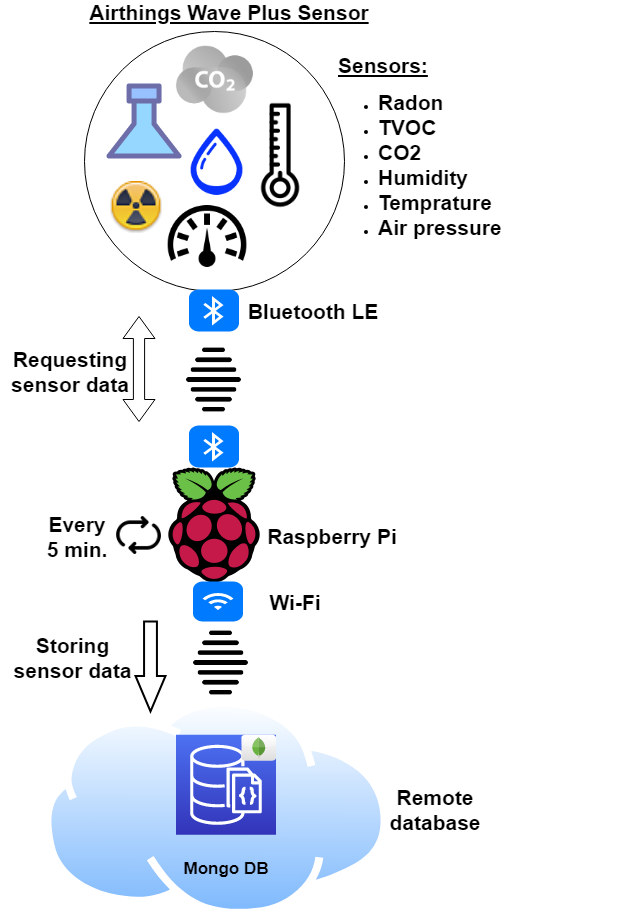 Airthings Wave Plus Sensor
CO2
Sensors:
• Radon
• TVOC
• CO2
• Humidity
• Temprature
• Air pressure
Bluetooth LE
Requesting
sensor data
Every
5 min.
Raspberry Pi
Wi-Fi
Storing
sensor data
{}
Mongo DB
Remote
database